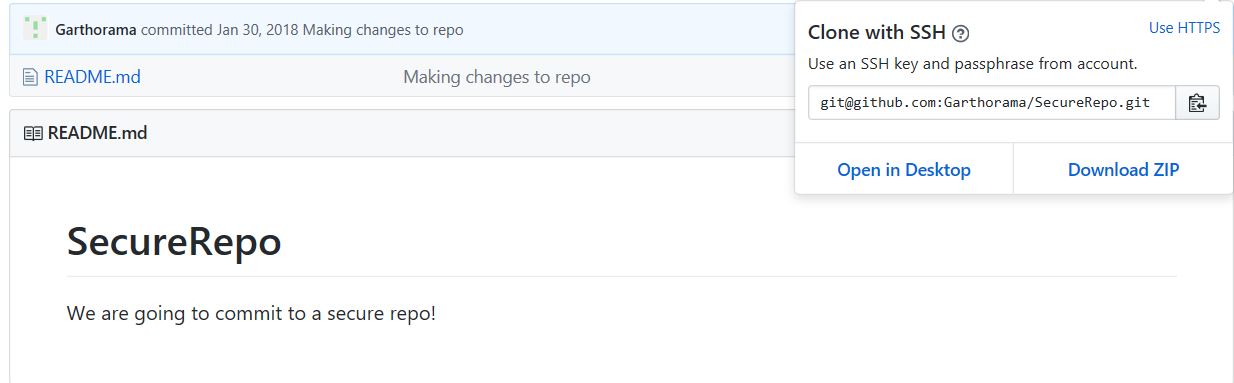 Garthorama committed Jan 30, 2018 Making changes to repo
README.md Making changes to repo
README.md
SecureRepo
We are going to commit to a secure repo!
Clone with SSH Use HTTPS
Use an SSH key and passphrase from account.
git@github.com:Garthorama/SecureRepo.git
Open in Desktop Download ZIP